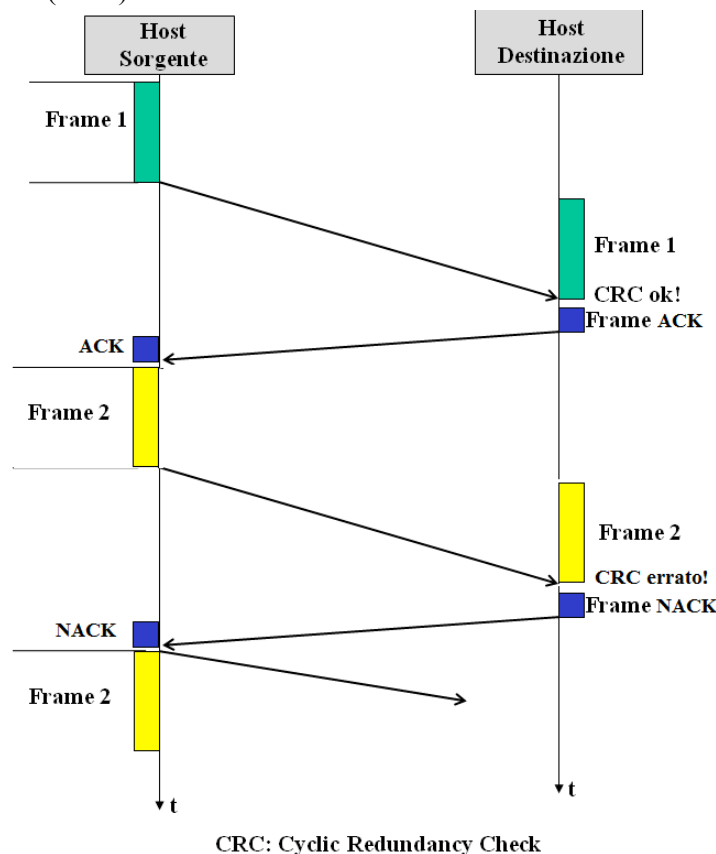 Host
Sorgente
Host
Destinazione
Frame 1
Frame 1
CRC ok!
Frame ACK
ACK
Frame 2
Frame 2
CRC errato!
Frame NACK
NACK
Frame 2
t
t
CRC: Cyclic Redundancy Check